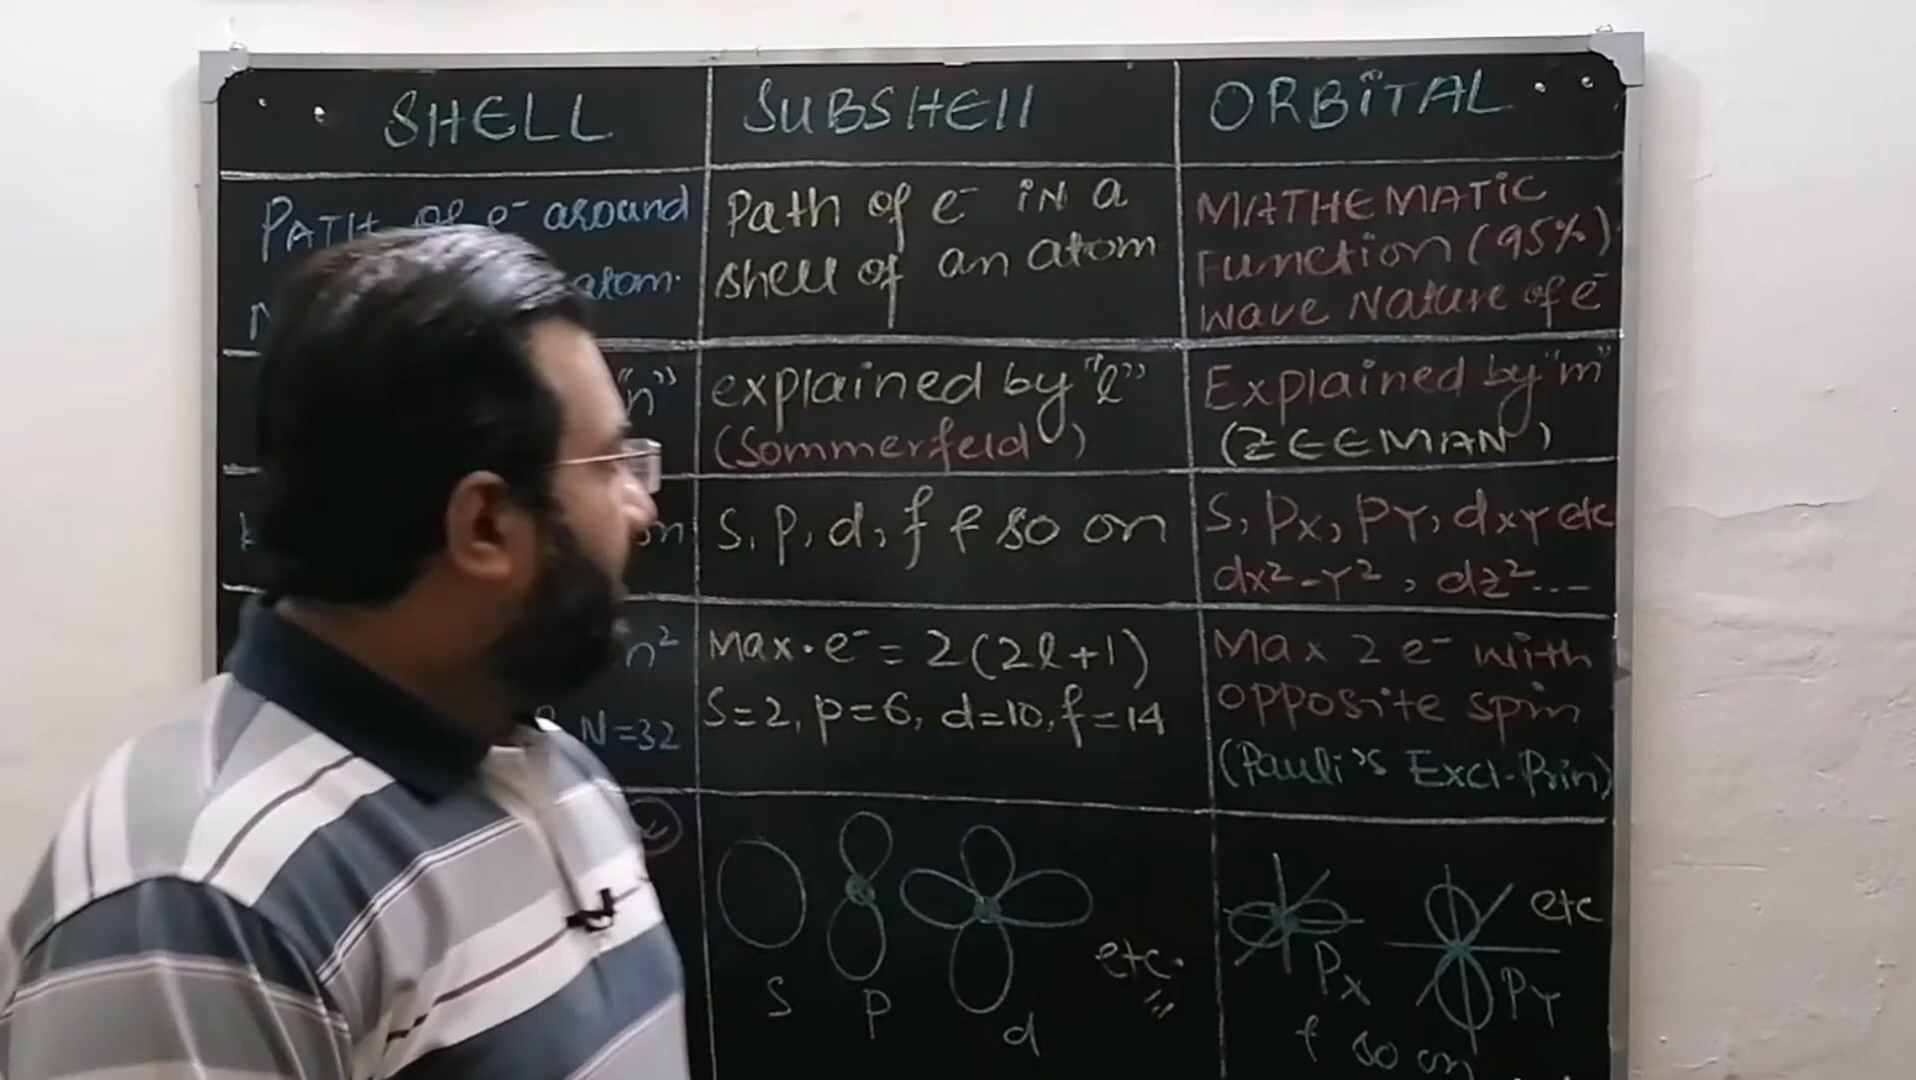 SHELL
PATH of e⁻ around
atom.
"n"
n²
N=32
SUBSHEll
Path of e⁻ iN a
shell of an atom
explained by "l"
(Sommerfeld)
S, p, d, f & so on
Max. e⁻ = 2(2l+1)
S=2, p=6, d=10, f=14
S
P
d
etc.
ORBiTAL
MATHEMATiC
Function (95%)
Wave Nature of e⁻
Explained by "m"
(ZEEMAN)
S, Px, PY, dxY etc
dx²-Y², dz²---
Max 2 e⁻ with
opposite spin
(Pauli's Excl-Prin)
Px
PY
etc
& so on